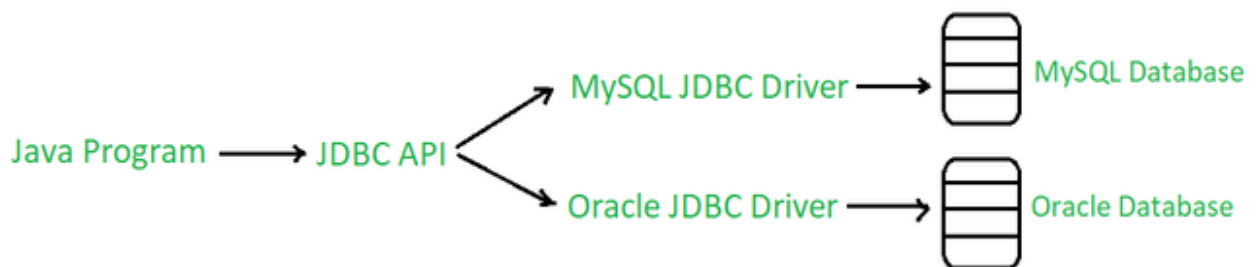 Java Program
JDBC API
MySQL JDBC Driver
MySQL Database
Oracle JDBC Driver
Oracle Database